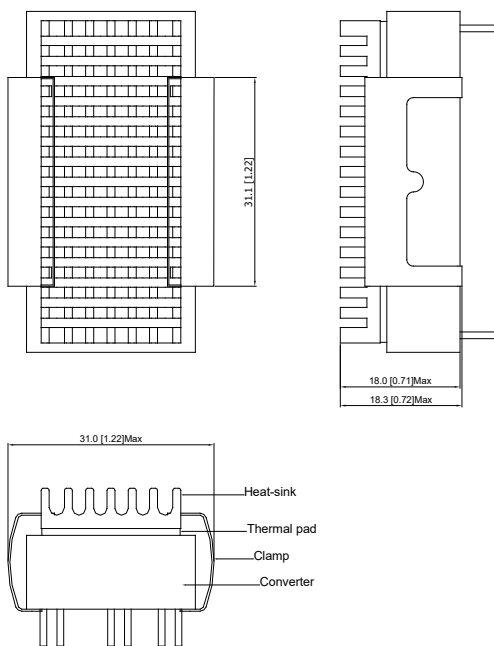 31.1 [1.22]
18.0 [0.71]Max
18.3 [0.72]Max
31.0 [1.22]Max
Heat-sink
Thermal pad
Clamp
Converter